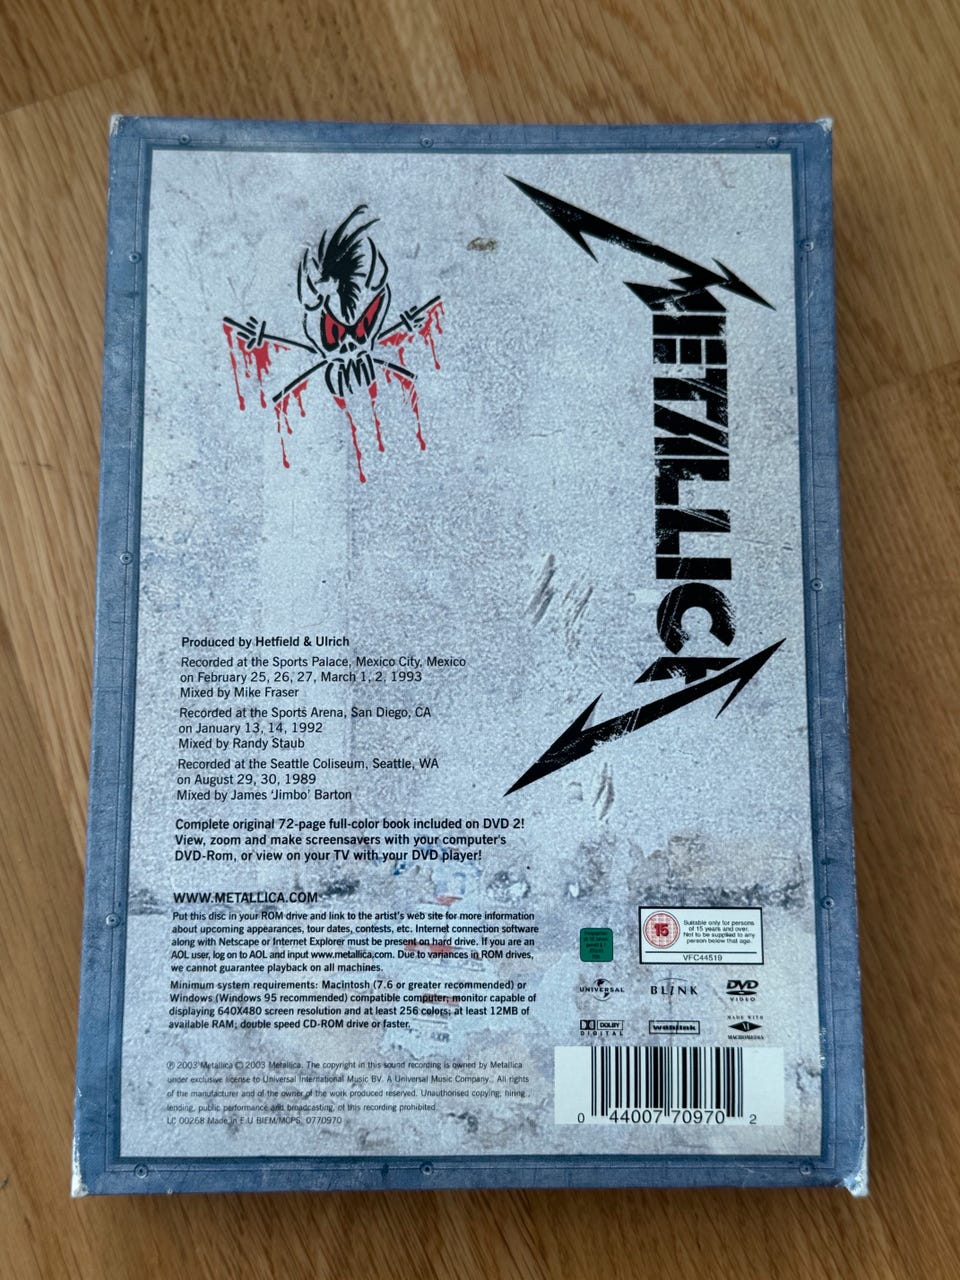 METALLICA
Produced by Hetfield & Ulrich
Recorded at the Sports Palace, Mexico City, Mexico
on February 25, 26, 27, March 1, 2, 1993
Mixed by Mike Fraser
Recorded at the Sports Arena, San Diego, CA
on January 13, 14, 1992
Mixed by Randy Staub
Recorded at the Seattle Coliseum, Seattle, WA
on August 29, 30, 1989
Mixed by James 'Jimbo' Barton
Complete original 72-page full-color book included on DVD 2!
View, zoom and make screensavers with your computer's
DVD-Rom, or view on your TV with your DVD player!
WWW.METALLICA.COM
Put this disc in your ROM drive and link to the artist's web site for more information
about upcoming appearances, tour dates, contests, etc. Internet connection software
along with Netscape or Internet Explorer must be present on hard drive. If you are an
AOL user, log on to AOL and input www.metallica.com. Due to variances in ROM drives,
we cannot guarantee playback on all machines.
Minimum system requirements: Macintosh (7.6 or greater recommended) or
Windows (Windows 95 recommended) compatible computer; monitor capable of
displaying 640X480 screen resolution and at least 256 colors; at least 12MB of
available RAM; double speed CD-ROM drive or faster.
℗ 2003 Metallica © 2003 Metallica. The copyright in this sound recording is owned by Metallica
under exclusive license to Universal International Music BV. A Universal Music Company. All rights
of the manufacturer and of the owner of the work produced reserved. Unauthorised copying, hiring,
lending, public performance and broadcasting, of this recording prohibited.
LC 00268 Made in E.U BIEM/MCPS 0770970
15
Suitable only for persons
of 15 years and over.
Not to be supplied to any
person below that age.
VFC44519
UNIVERSAL
BLINK
DVD
VIDEO
DOLBY
DIGITAL
weblink
MADE WITH
MACROMEDIA
0 44007 70970 2